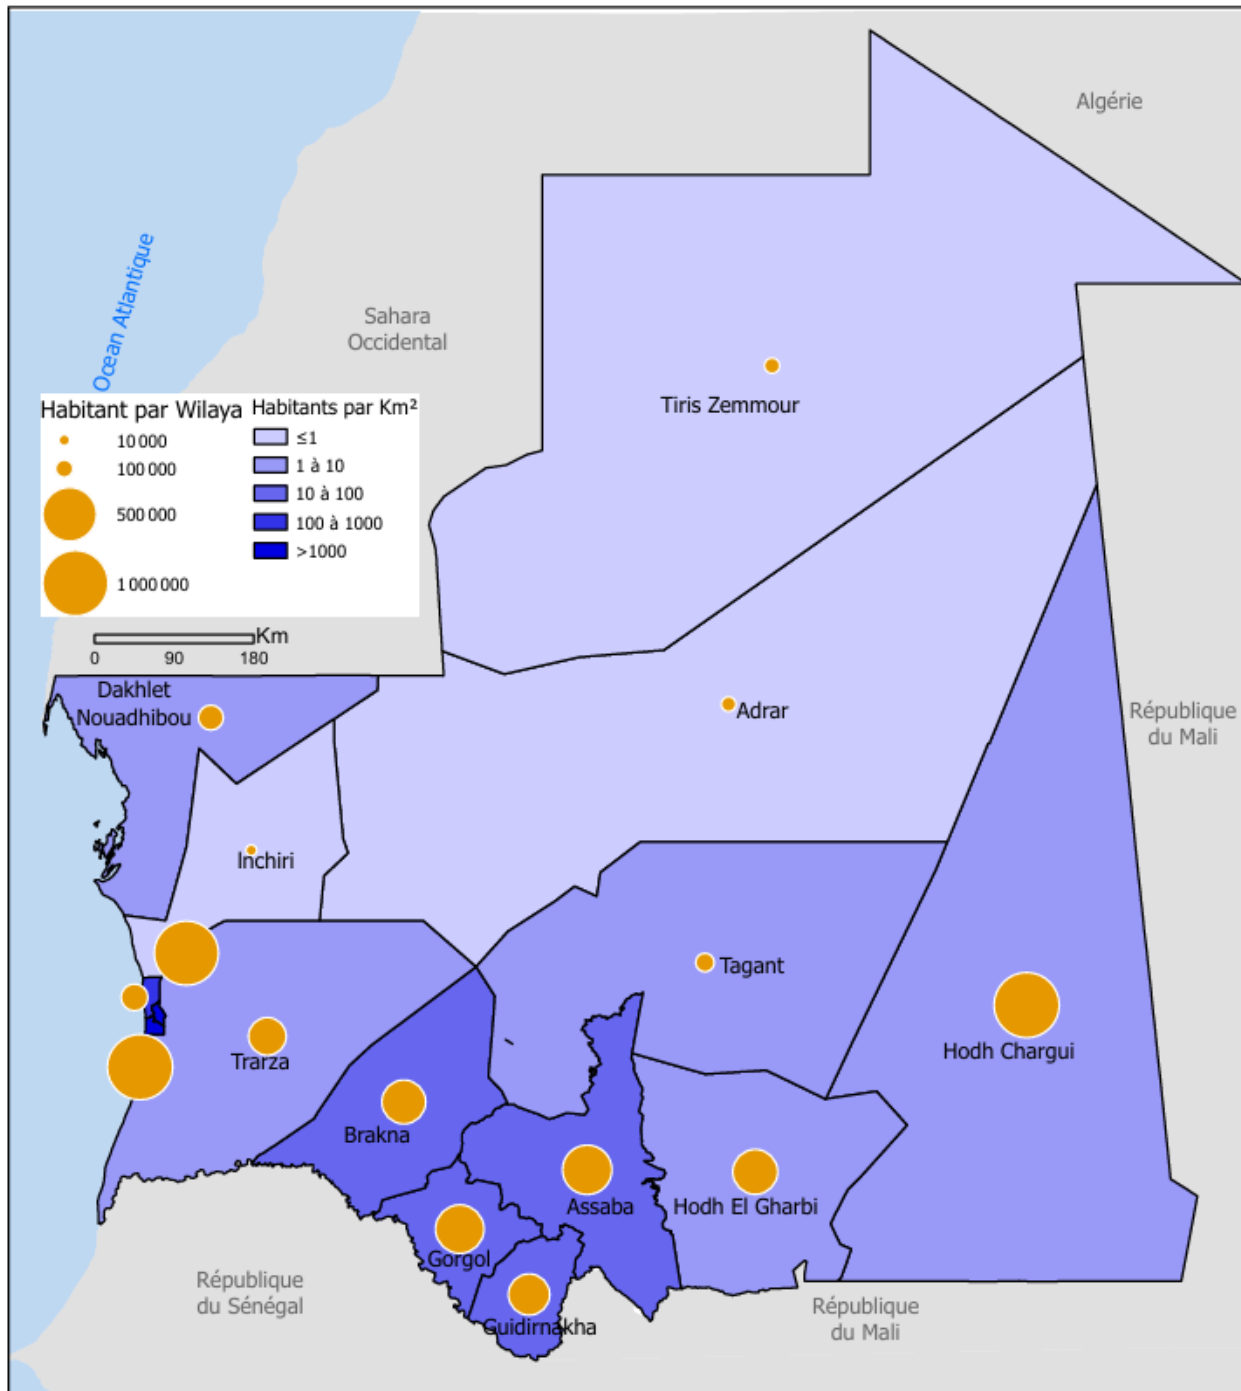 Algérie
Océan Atlantique
Sahara
Occidental
Tiris Zemmour
Habitant par Wilaya
10 000
100 000
500 000
1 000 000
Habitants par Km²
≤1
1 à 10
10 à 100
100 à 1000
>1000
Km
0 90 180
Dakhlet
Nouadhibou
Adrar
République
du Mali
Inchiri
Tagant
Hodh Chargui
Trarza
Brakna
Assaba
Hodh El Gharbi
Gorgol
République
du Sénégal
Guidimakha
République
du Mali